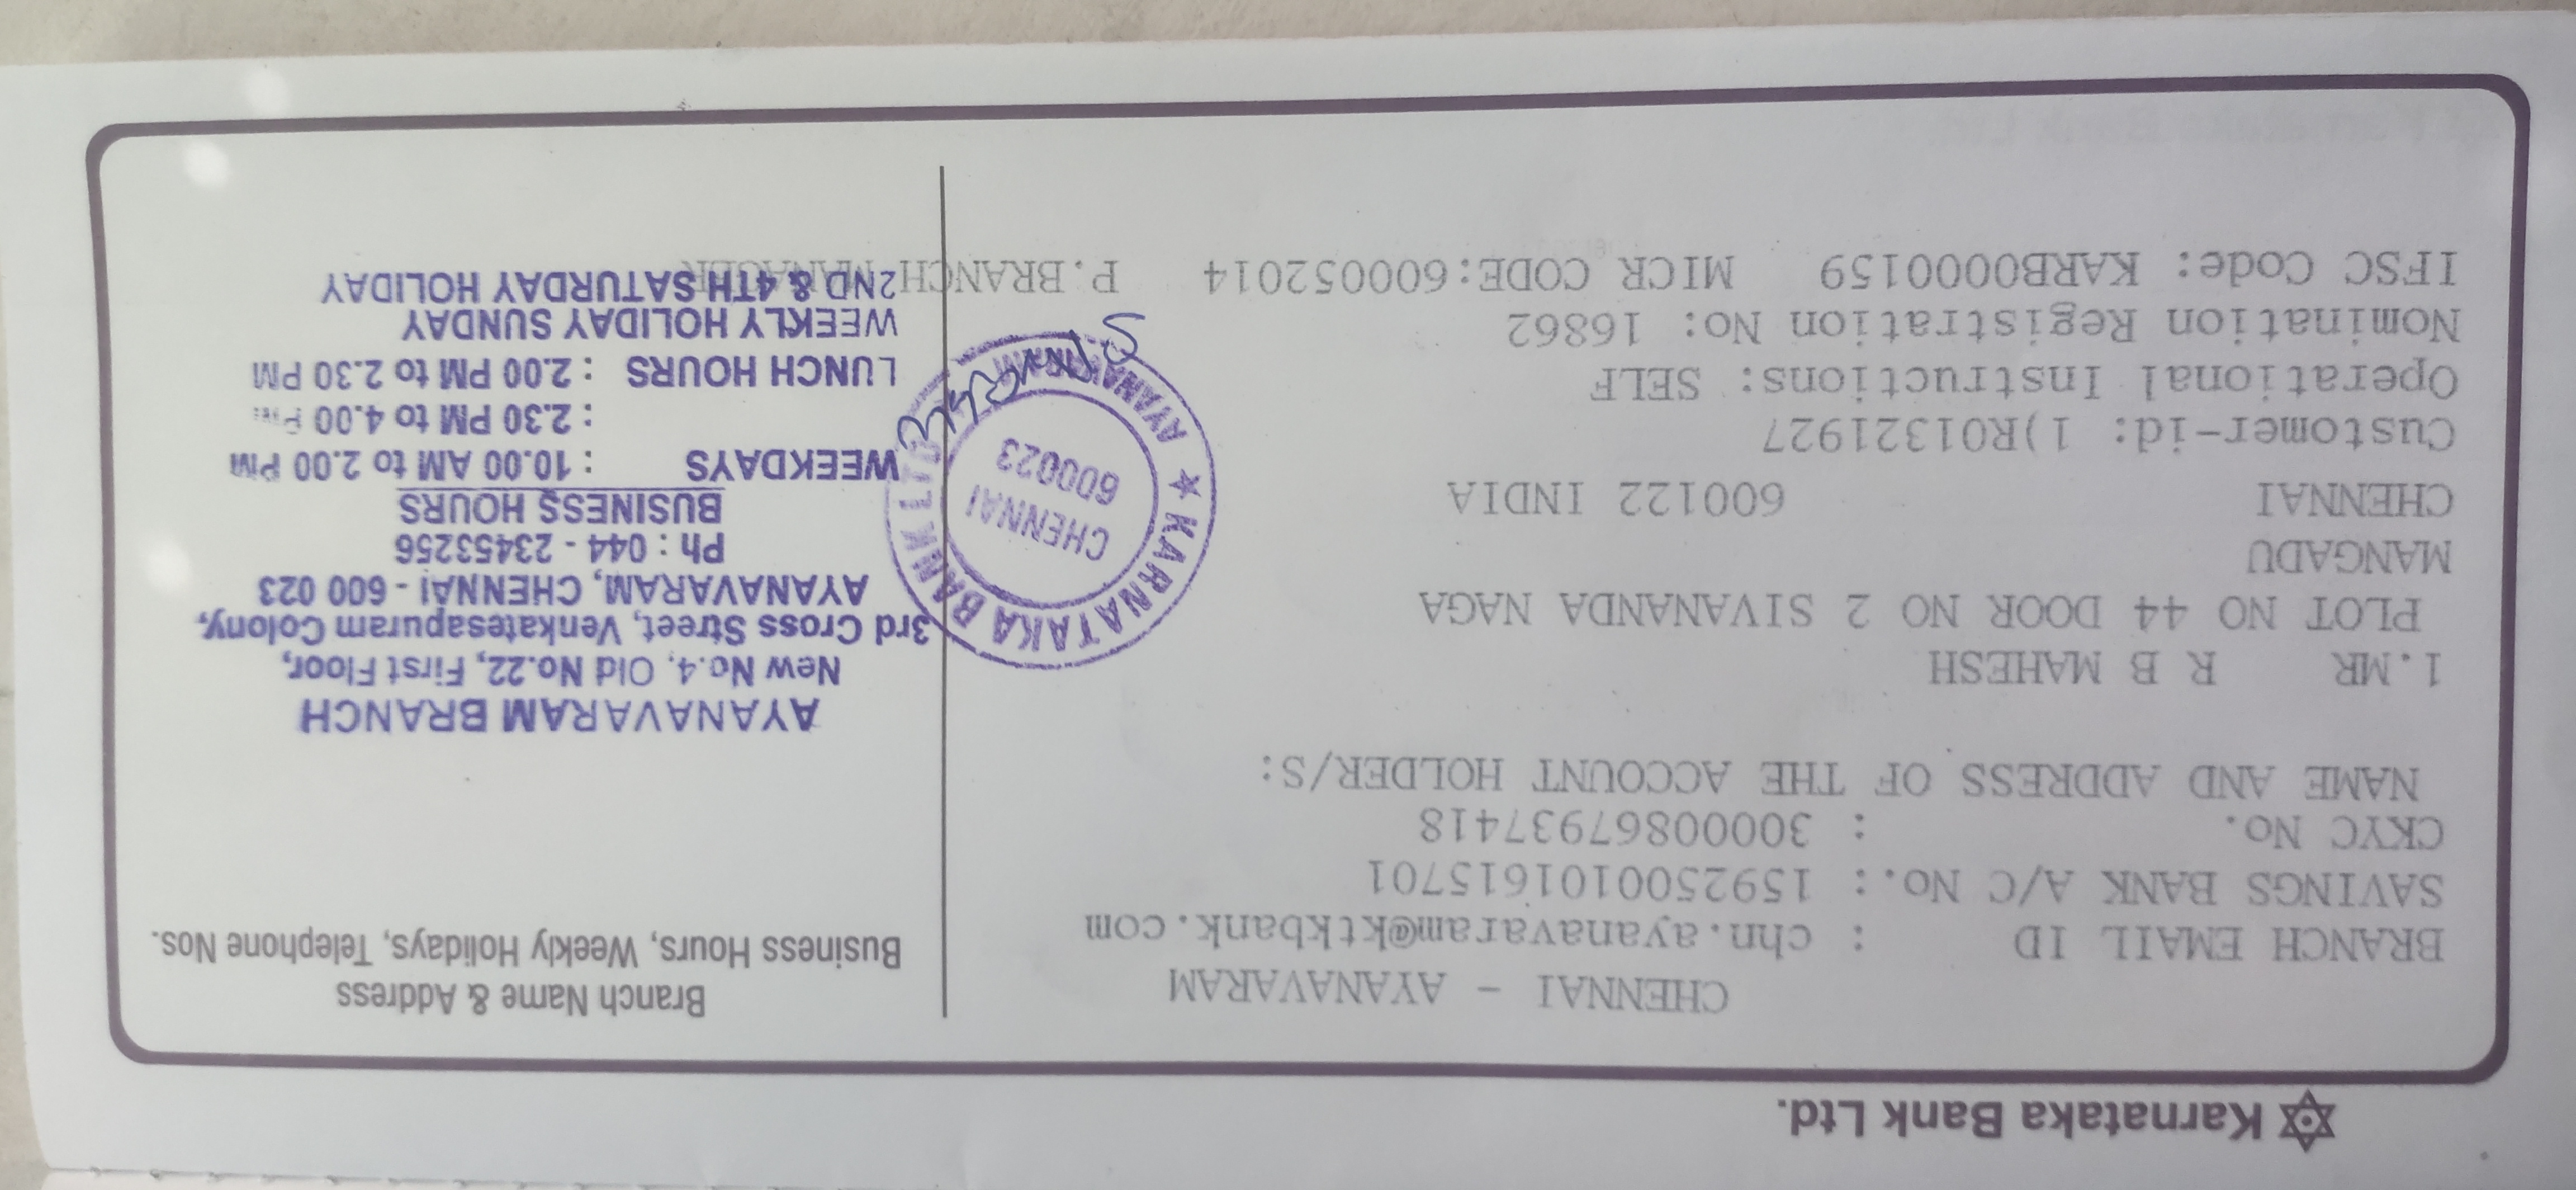 Karnataka Bank Ltd.
CHENNAI - AYANAVARAM
BRANCH EMAIL ID : chn.ayanavaram@ktkbank.com
SAVINGS BANK A/C No.: 1592500101615701
CKYC No. : 30000867937418
NAME AND ADDRESS OF THE ACCOUNT HOLDER/S:
1.MR R B MAHESH
PLOT NO 44 DOOR NO 2 SIVANANDA NAGA
MANGADU
CHENNAI 600122 INDIA
Customer-id: 1)R01321927
Operational Instructions: SELF
Nomination Registration No: 16862
IFSC Code: KARB0000159 MICR CODE:600052014 P.BRANCH MANAGER
KARNATAKA BANK LTD
AYANAVARAM
CHENNAI
600023
Branch Name & Address
Business Hours, Weekly Holidays, Telephone Nos.
AYANAVARAM BRANCH
New No.4, Old No.22, First Floor,
3rd Cross Street, Venkatesapuram Colony,
AYANAVARAM, CHENNAI - 600 023
Ph : 044 - 23453256
BUSINESS HOURS
WEEKDAYS : 10.00 AM to 2.00 PM
: 2.30 PM to 4.00 PM
LUNCH HOURS : 2.00 PM to 2.30 PM
WEEKLY HOLIDAY SUNDAY
2ND & 4TH SATURDAY HOLIDAY